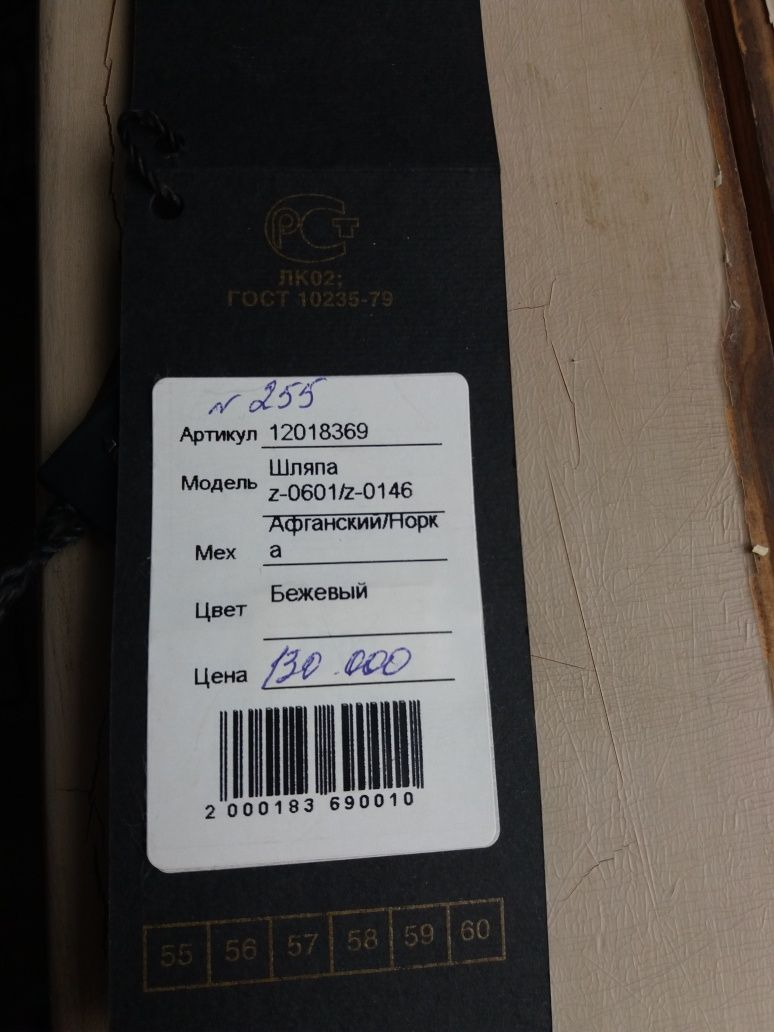 РСТ
ЛК02;
ГОСТ 10235-79
N 255
Артикул 12018369
Модель Шляпа
z-0601/z-0146
Афганский/Норк
Мех а
Цвет Бежевый
Цена 130.000
2 000183 690010
55 56 57 58 59 60